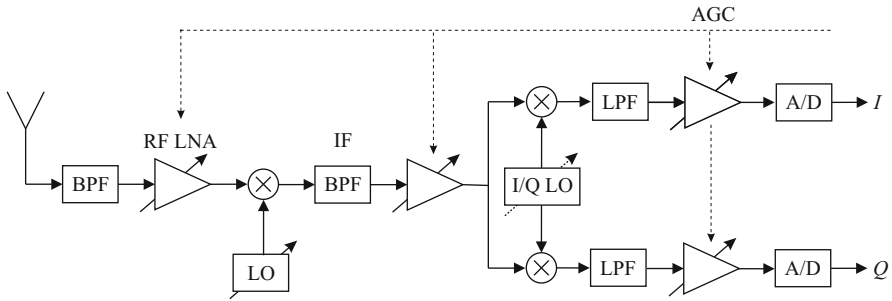 AGC
LPF
A/D
I
RF LNA
IF
BPF
BPF
I/Q LO
LO
LPF
A/D
Q